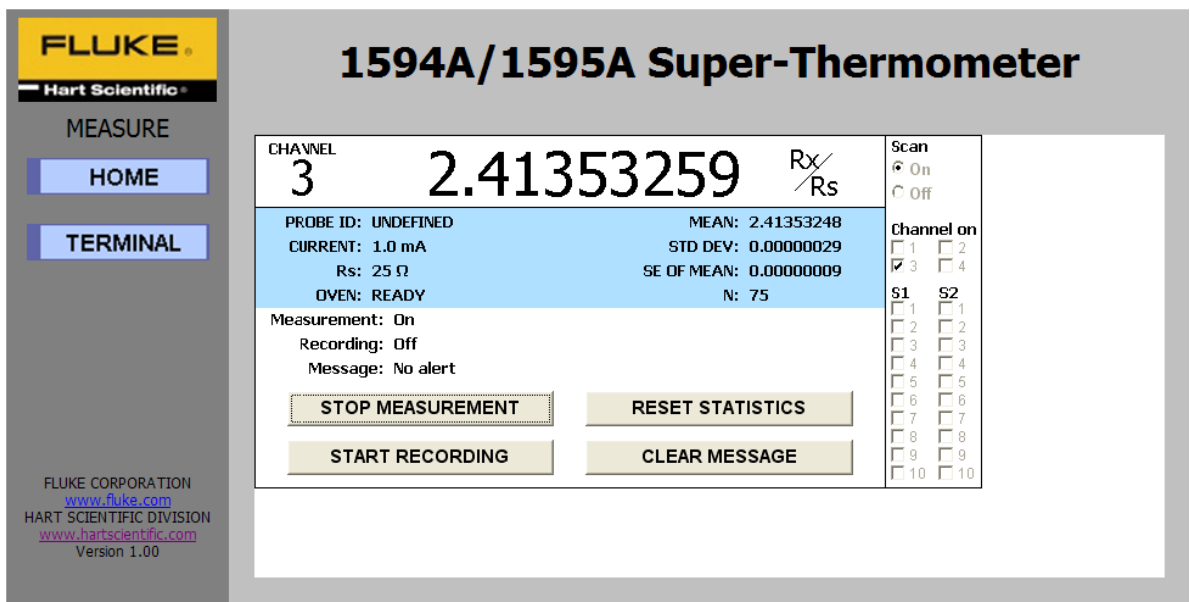 FLUKE®
Hart Scientific®
1594A/1595A Super-Thermometer
MEASURE
HOME
TERMINAL
FLUKE CORPORATION
www.fluke.com
HART SCIENTIFIC DIVISION
www.hartscientific.com
Version 1.00
CHANNEL
3
2.41353259 Rx/Rs
PROBE ID: UNDEFINED
CURRENT: 1.0 mA
Rs: 25 Ω
OVEN: READY
MEAN: 2.41353248
STD DEV: 0.00000029
SE OF MEAN: 0.00000009
N: 75
Measurement: On
Recording: Off
Message: No alert
STOP MEASUREMENT RESET STATISTICS
START RECORDING CLEAR MESSAGE
Scan
On
Off
Channel on
1 2
3 4
S1 S2
1 1
2 2
3 3
4 4
5 5
6 6
7 7
8 8
9 9
10 10